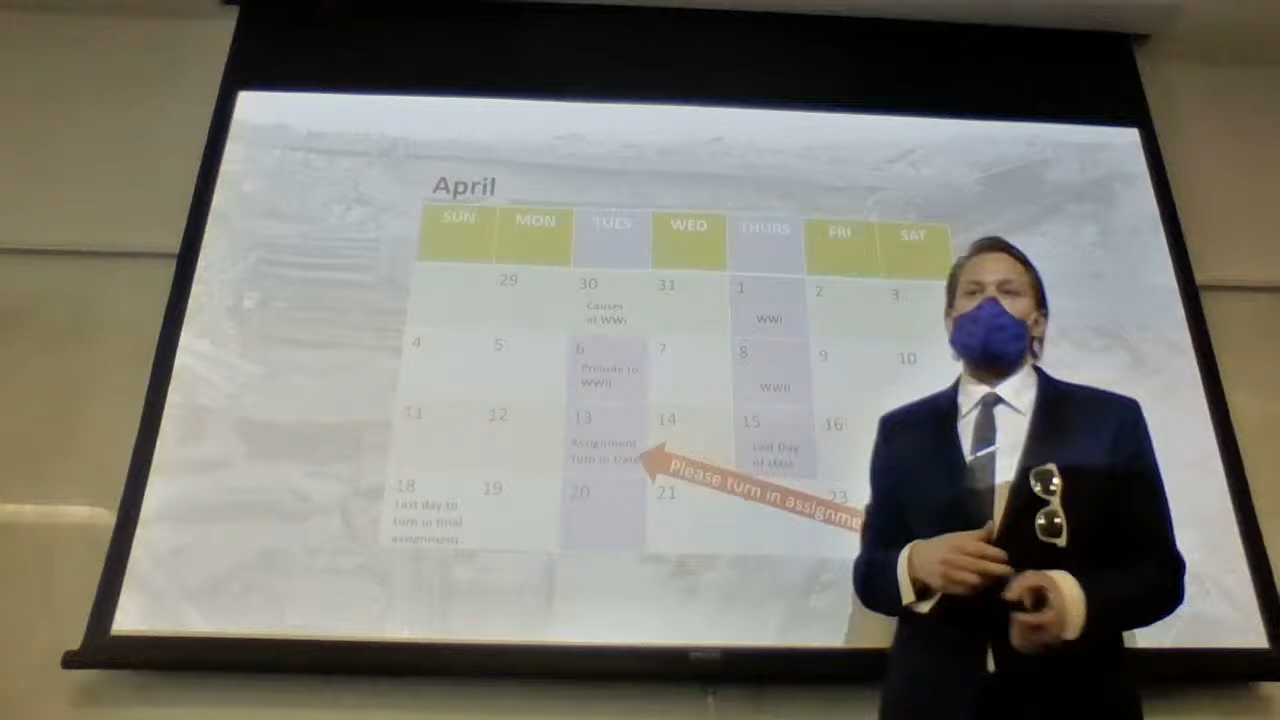 April
SUN MON TUES WED THURS FRI SAT
29 30 31 1 2 3
Causes
of WWI
WWI
4 5 6 7 8 9 10
Prelude to
WWII
WWII
11 12 13 14 15 16
Assignment
Turn in Date
Last Day
of class
Please turn in assignme
18 19 20 21 23
Last day to
turn in final
assignment